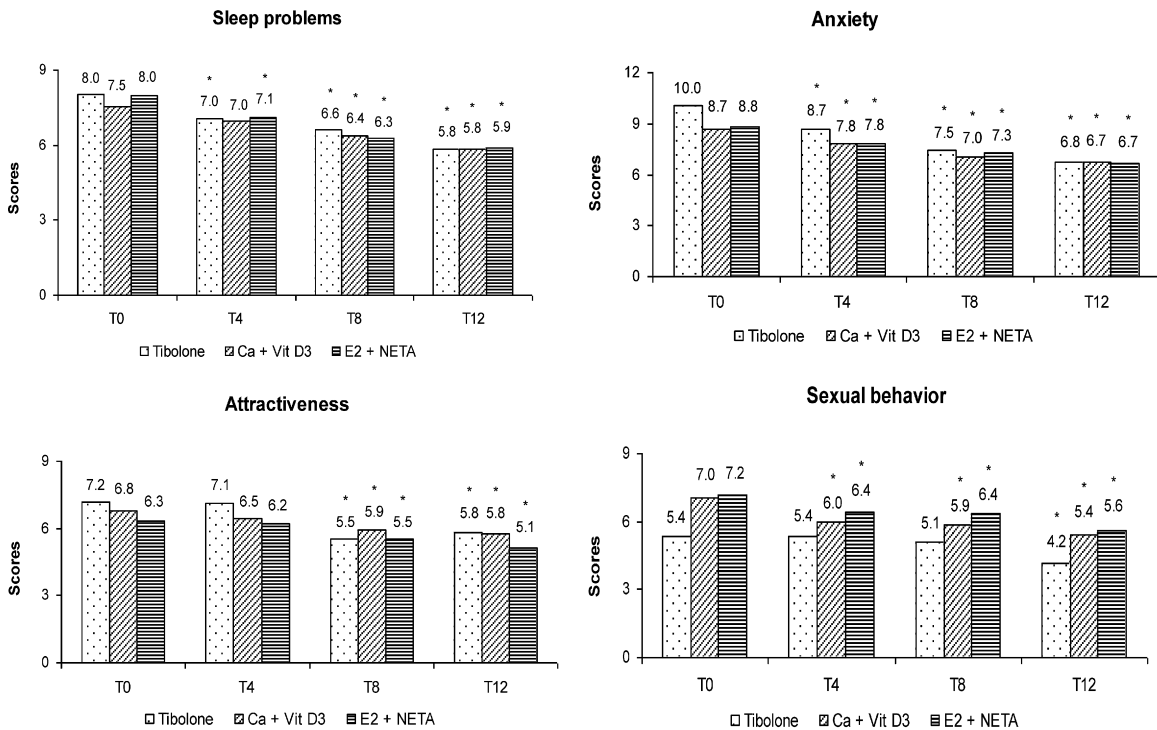 Sleep problems
9
6
3
0
Scores
8.0 7.5 8.0
* *
7.0 7.0 7.1
* * *
6.6 6.4 6.3
* * *
5.8 5.8 5.9
T0 T4 T8 T12
Tibolone Ca + Vit D3 E2 + NETA
Anxiety
12
9
6
3
0
Scores
10.0 8.7 8.8
* * *
8.7 7.8 7.8
* * *
7.5 7.0 7.3
* * *
6.8 6.7 6.7
T0 T4 T8 T12
Tibolone Ca + Vit D3 E2 + NETA
Attractiveness
9
6
3
0
Scores
7.2 6.8 6.3
7.1 6.5 6.2
* * *
5.5 5.9 5.5
* * *
5.8 5.8 5.1
T0 T4 T8 T12
Tibolone Ca + Vit D3 E2 + NETA
Sexual behavior
9
6
3
0
Scores
5.4 7.0 7.2
* *
5.4 6.0 6.4
* *
5.1 5.9 6.4
* * *
4.2 5.4 5.6
T0 T4 T8 T12
Tibolone Ca + Vit D3 E2 + NETA